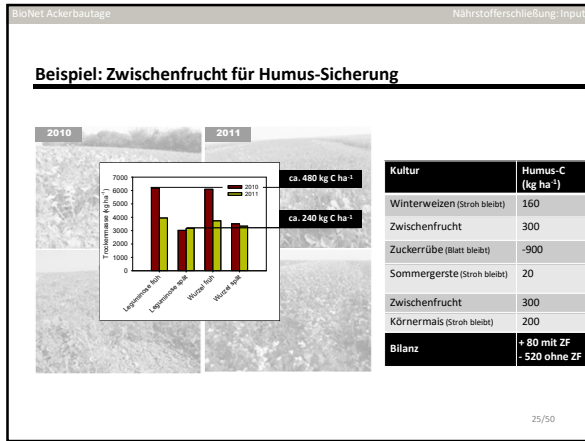 BioNet Ackerbautage
Nährstofferschließung: Input
Beispiel: Zwischenfrucht für Humus-Sicherung
2010
2011
7000
6000
5000
4000
3000
2000
1000
0
Trockenmasse (kg ha⁻¹)
2010
2011
Leguminose früh
Leguminose spät
Wurzel früh
Wurzel spät
ca. 480 kg C ha⁻¹
ca. 240 kg C ha⁻¹
Kultur
Humus-C
(kg ha⁻¹)
Winterweizen (Stroh bleibt) 160
Zwischenfrucht 300
Zuckerrübe (Blatt bleibt) -900
Sommergerste (Stroh bleibt) 20
Zwischenfrucht 300
Körnermais (Stroh bleibt) 200
Bilanz
+ 80 mit ZF
- 520 ohne ZF
25/50